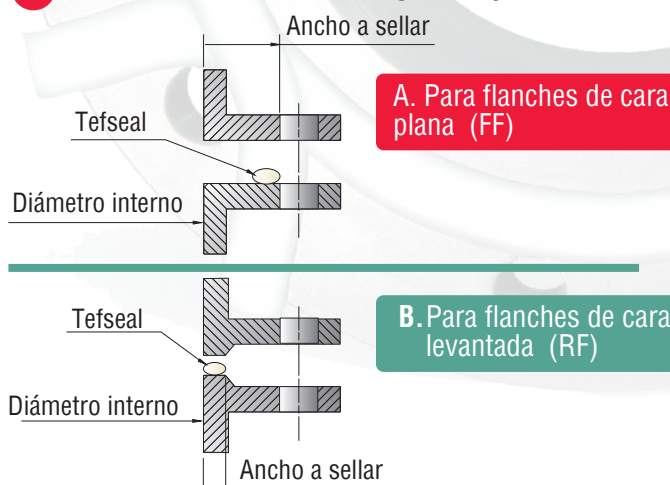 Ancho a sellar
A. Para flanches de cara
plana (FF)
Tefseal
Diámetro interno
B. Para flanches de cara
levantada (RF)
Tefseal
Diámetro interno
Ancho a sellar